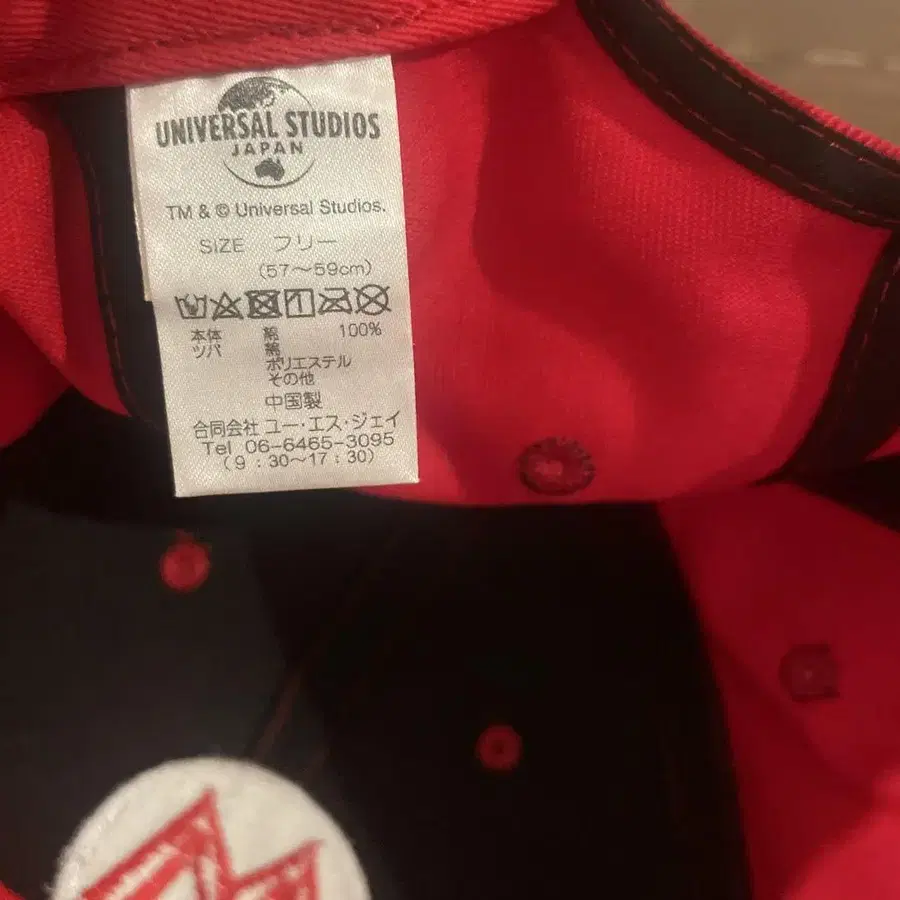 UNIVERSAL STUDIOS
JAPAN
TM & © Universal Studios.
SIZE フリー
(57～59cm)
本体 綿 100%
ツバ 綿
ポリエステル
その他
中国製
合同会社 ユー・エス・ジェイ
Tel 06-6465-3095
(9:30～17:30)